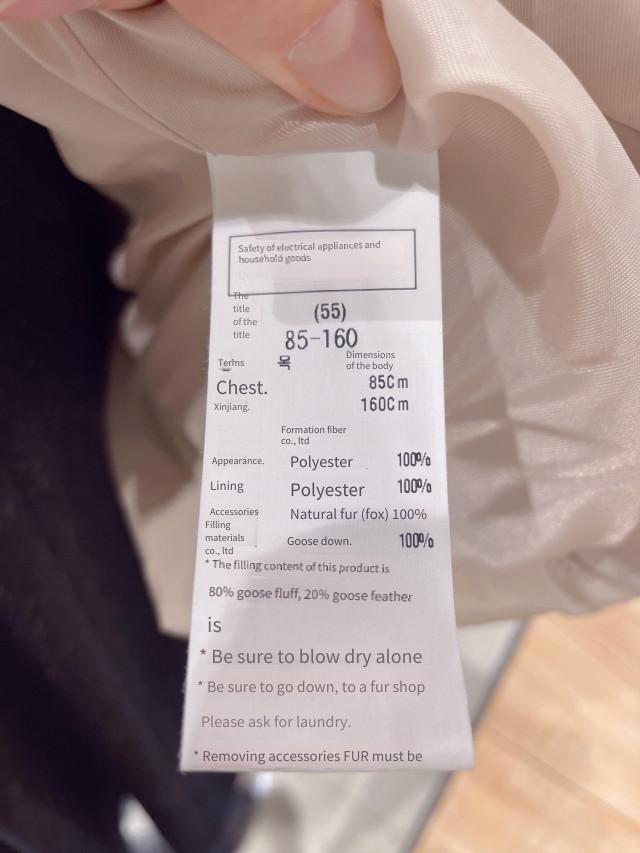 Safety of electrical appliances and
household goods
The
title
of the
title
(55)
85-160
Terms 목 Dimensions
of the body
Chest. 85Cm
Xinjiang. 160Cm
Formation fiber
co., ltd
Appearance. Polyester 100%
Lining Polyester 100%
Accessories Natural fur (fox) 100%
Filling
materials
co., ltd Goose down. 100%
* The filling content of this product is
80% goose fluff, 20% goose feather
is
* Be sure to blow dry alone
* Be sure to go down, to a fur shop
Please ask for laundry.
* Removing accessories FUR must be